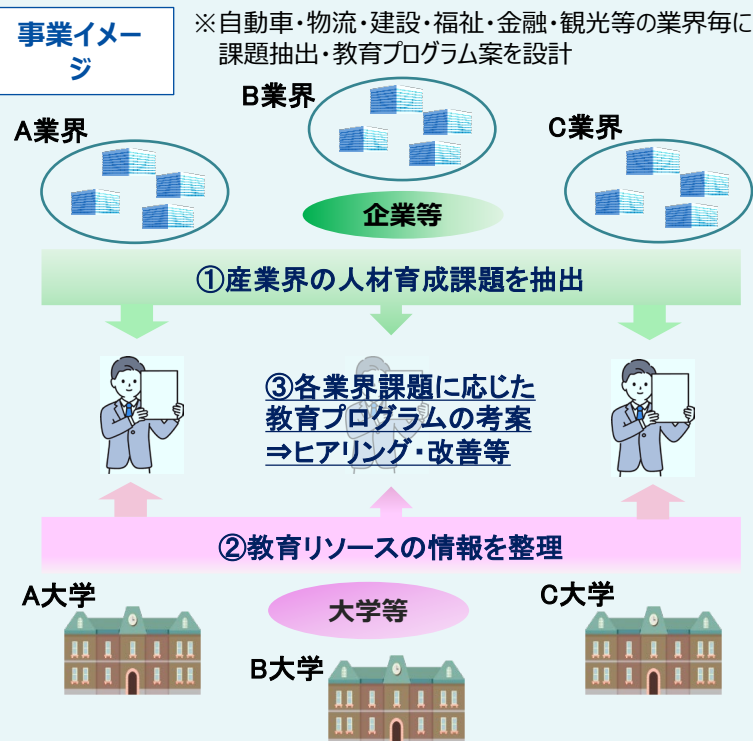 事業イメー
ジ
※自動車・物流・建設・福祉・金融・観光等の業界毎に
課題抽出・教育プログラム案を設計
B業界
A業界
C業界
企業等
①産業界の人材育成課題を抽出
③各業界課題に応じた
教育プログラムの考案
⇒ヒアリング・改善等
②教育リソースの情報を整理
A大学
大学等
C大学
B大学